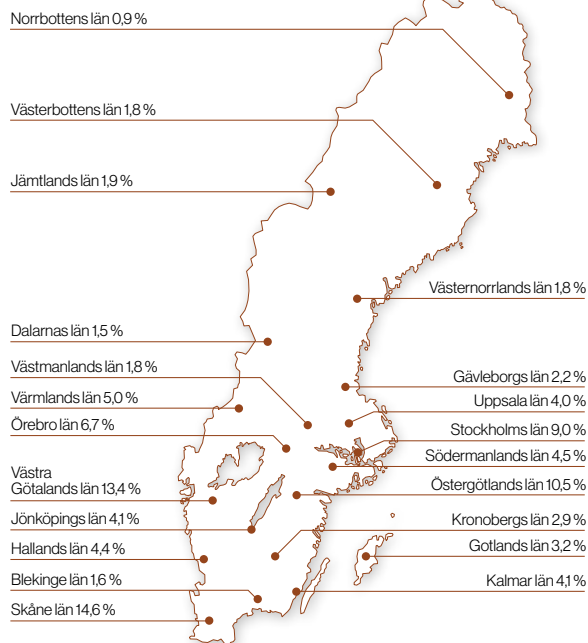 Norrbottens län 0,9 %
Västerbottens län 1,8 %
Jämtlands län 1,9 %
Dalarnas län 1,5 %
Västmanlands län 1,8 %
Värmlands län 5,0 %
Örebro län 6,7 %
Västra
Götalands län 13,4 %
Jönköpings län 4,1 %
Hallands län 4,4 %
Blekinge län 1,6 %
Skåne län 14,6 %
Västernorrlands län 1,8 %
Gävleborgs län 2,2 %
Uppsala län 4,0 %
Stockholms län 9,0 %
Södermanlands län 4,5 %
Östergötlands län 10,5 %
Kronobergs län 2,9 %
Gotlands län 3,2 %
Kalmar län 4,1 %